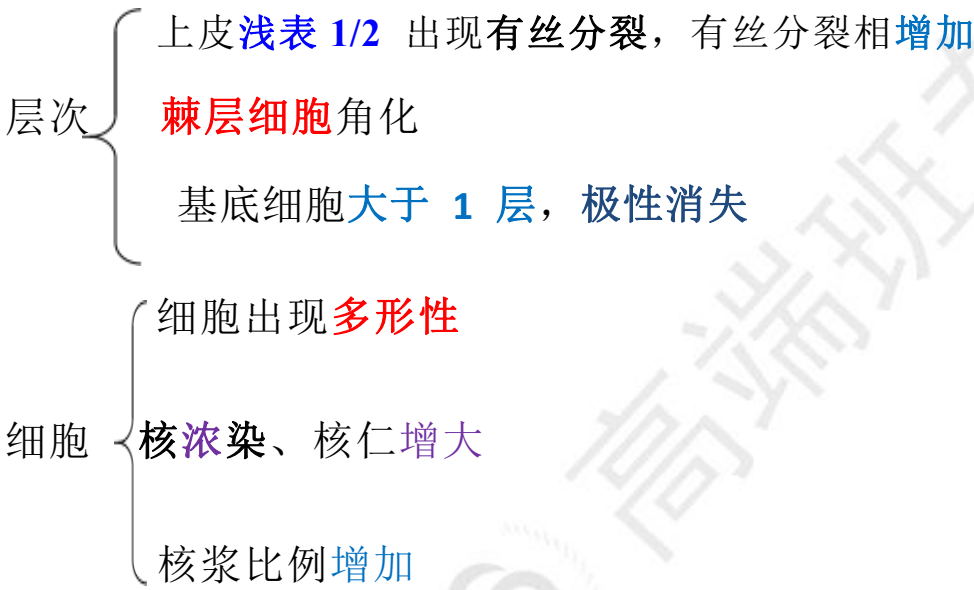 上皮浅表 1/2 出现有丝分裂，有丝分裂相增加
层次
棘层细胞角化
基底细胞大于 1 层，极性消失
细胞出现多形性
细胞
核浓染、核仁增大
核浆比例增加
高端班